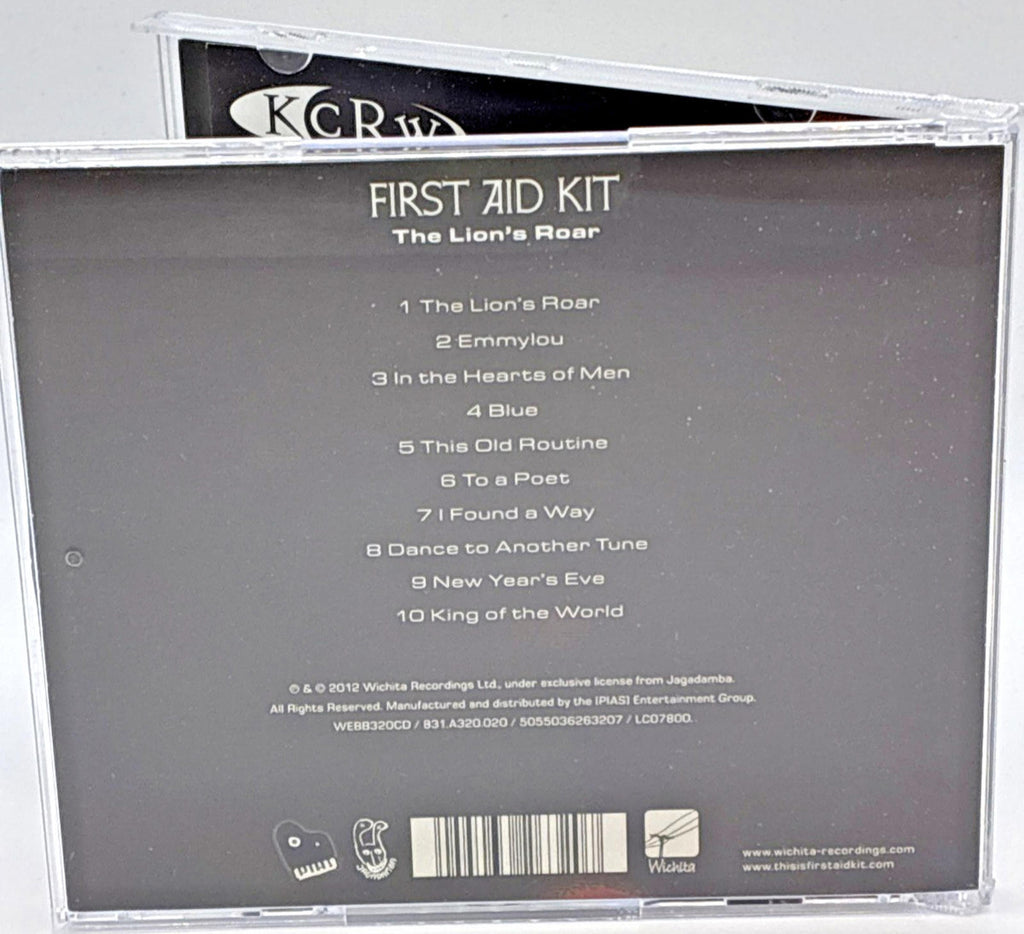 KCRW
FIRST AID KIT
The Lion's Roar
1 The Lion's Roar
2 Emmylou
3 In the Hearts of Men
4 Blue
5 This Old Routine
6 To a Poet
7 I Found a Way
8 Dance to Another Tune
9 New Year's Eve
10 King of the World
℗ & © 2012 Wichita Recordings Ltd., under exclusive license from Jagadamba.
All Rights Reserved. Manufactured and distributed by the [PIAS] Entertainment Group.
WEBB320CD / 831.A320.020 / 5055036263207 / LC07800.
Wichita
www.wichita-recordings.com
www.thisisfirstaidkit.com